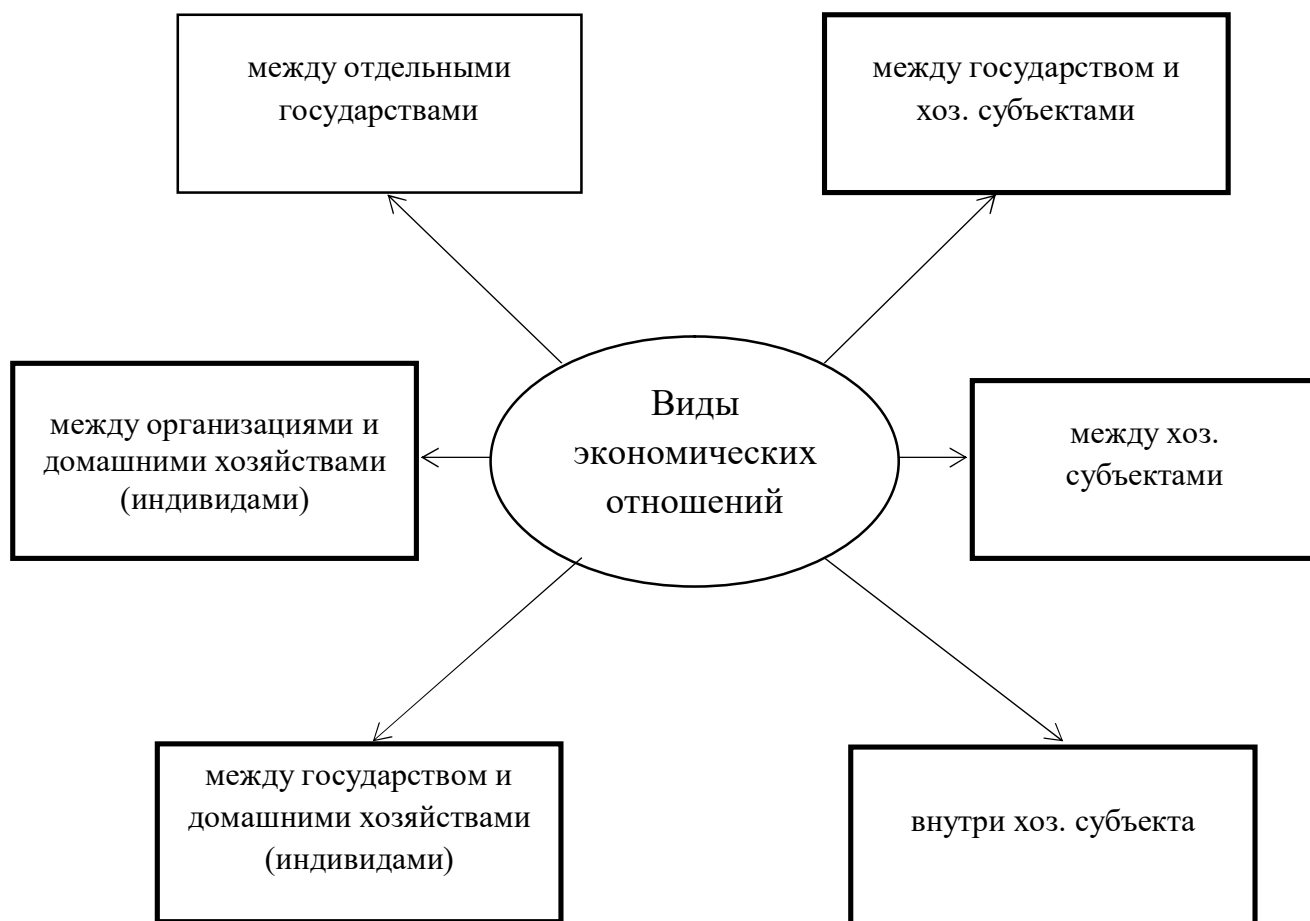 между отдельными
государствами
между государством и
хоз. субъектами
между организациями и
домашними хозяйствами
(индивидами)
Виды
экономических
отношений
между хоз.
субъектами
между государством и
домашними хозяйствами
(индивидами)
внутри хоз. субъекта